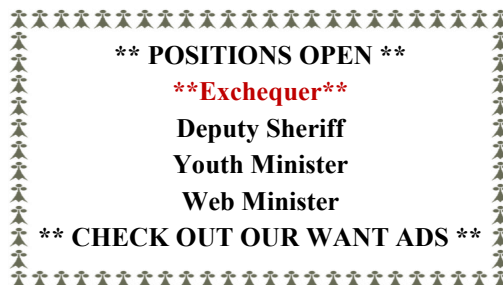 ** POSITIONS OPEN **
**Exchequer**
Deputy Sheriff
Youth Minister
Web Minister
** CHECK OUT OUR WANT ADS **